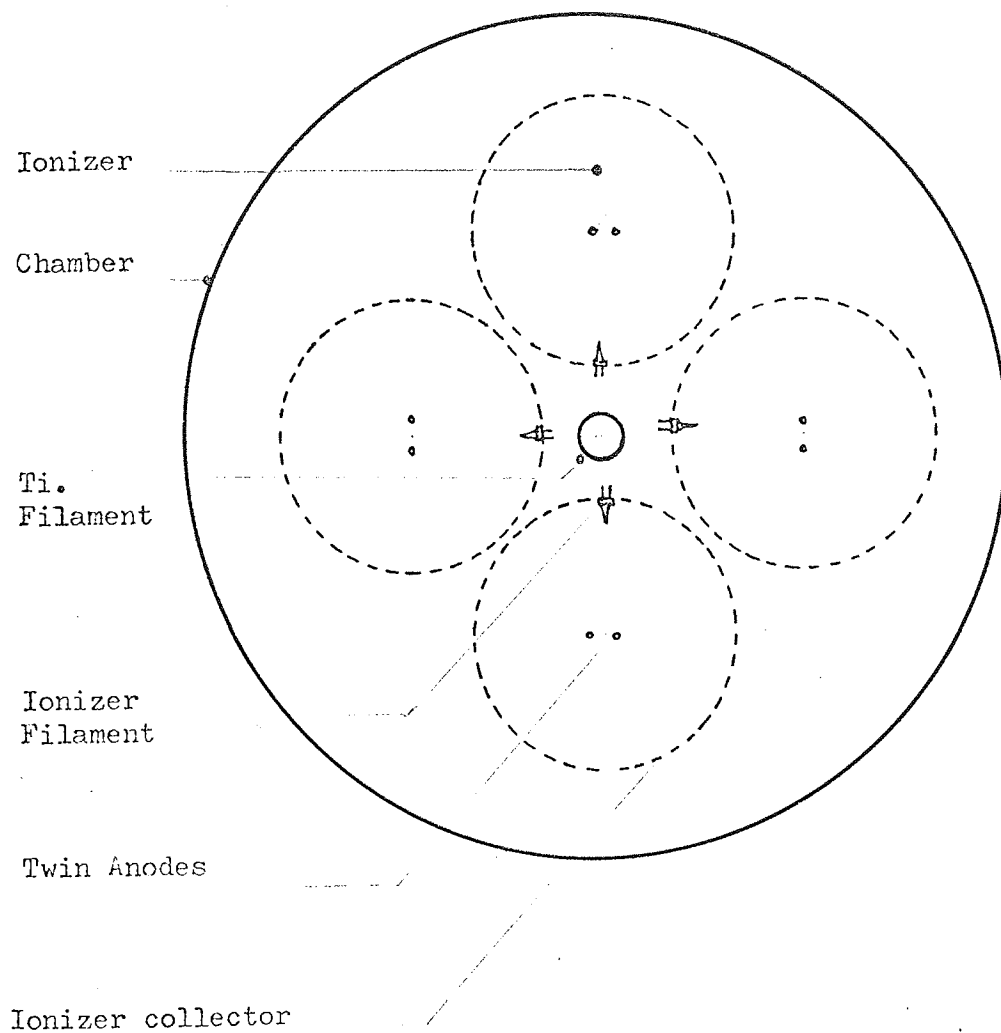 Ionizer
Chamber
Ti.
Filament
Ionizer
Filament
Twin Anodes
Ionizer collector